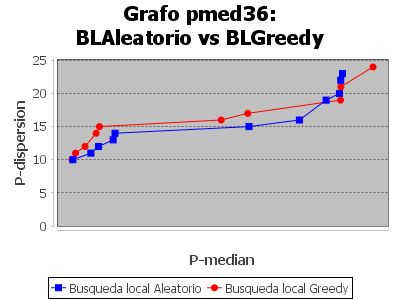 Grafo pmed36:
BLAleatorio vs BLGreedy
25
20
15
10
5
0
P-dispersion
P-median
Busqueda local Aleatorio Busqueda local Greedy